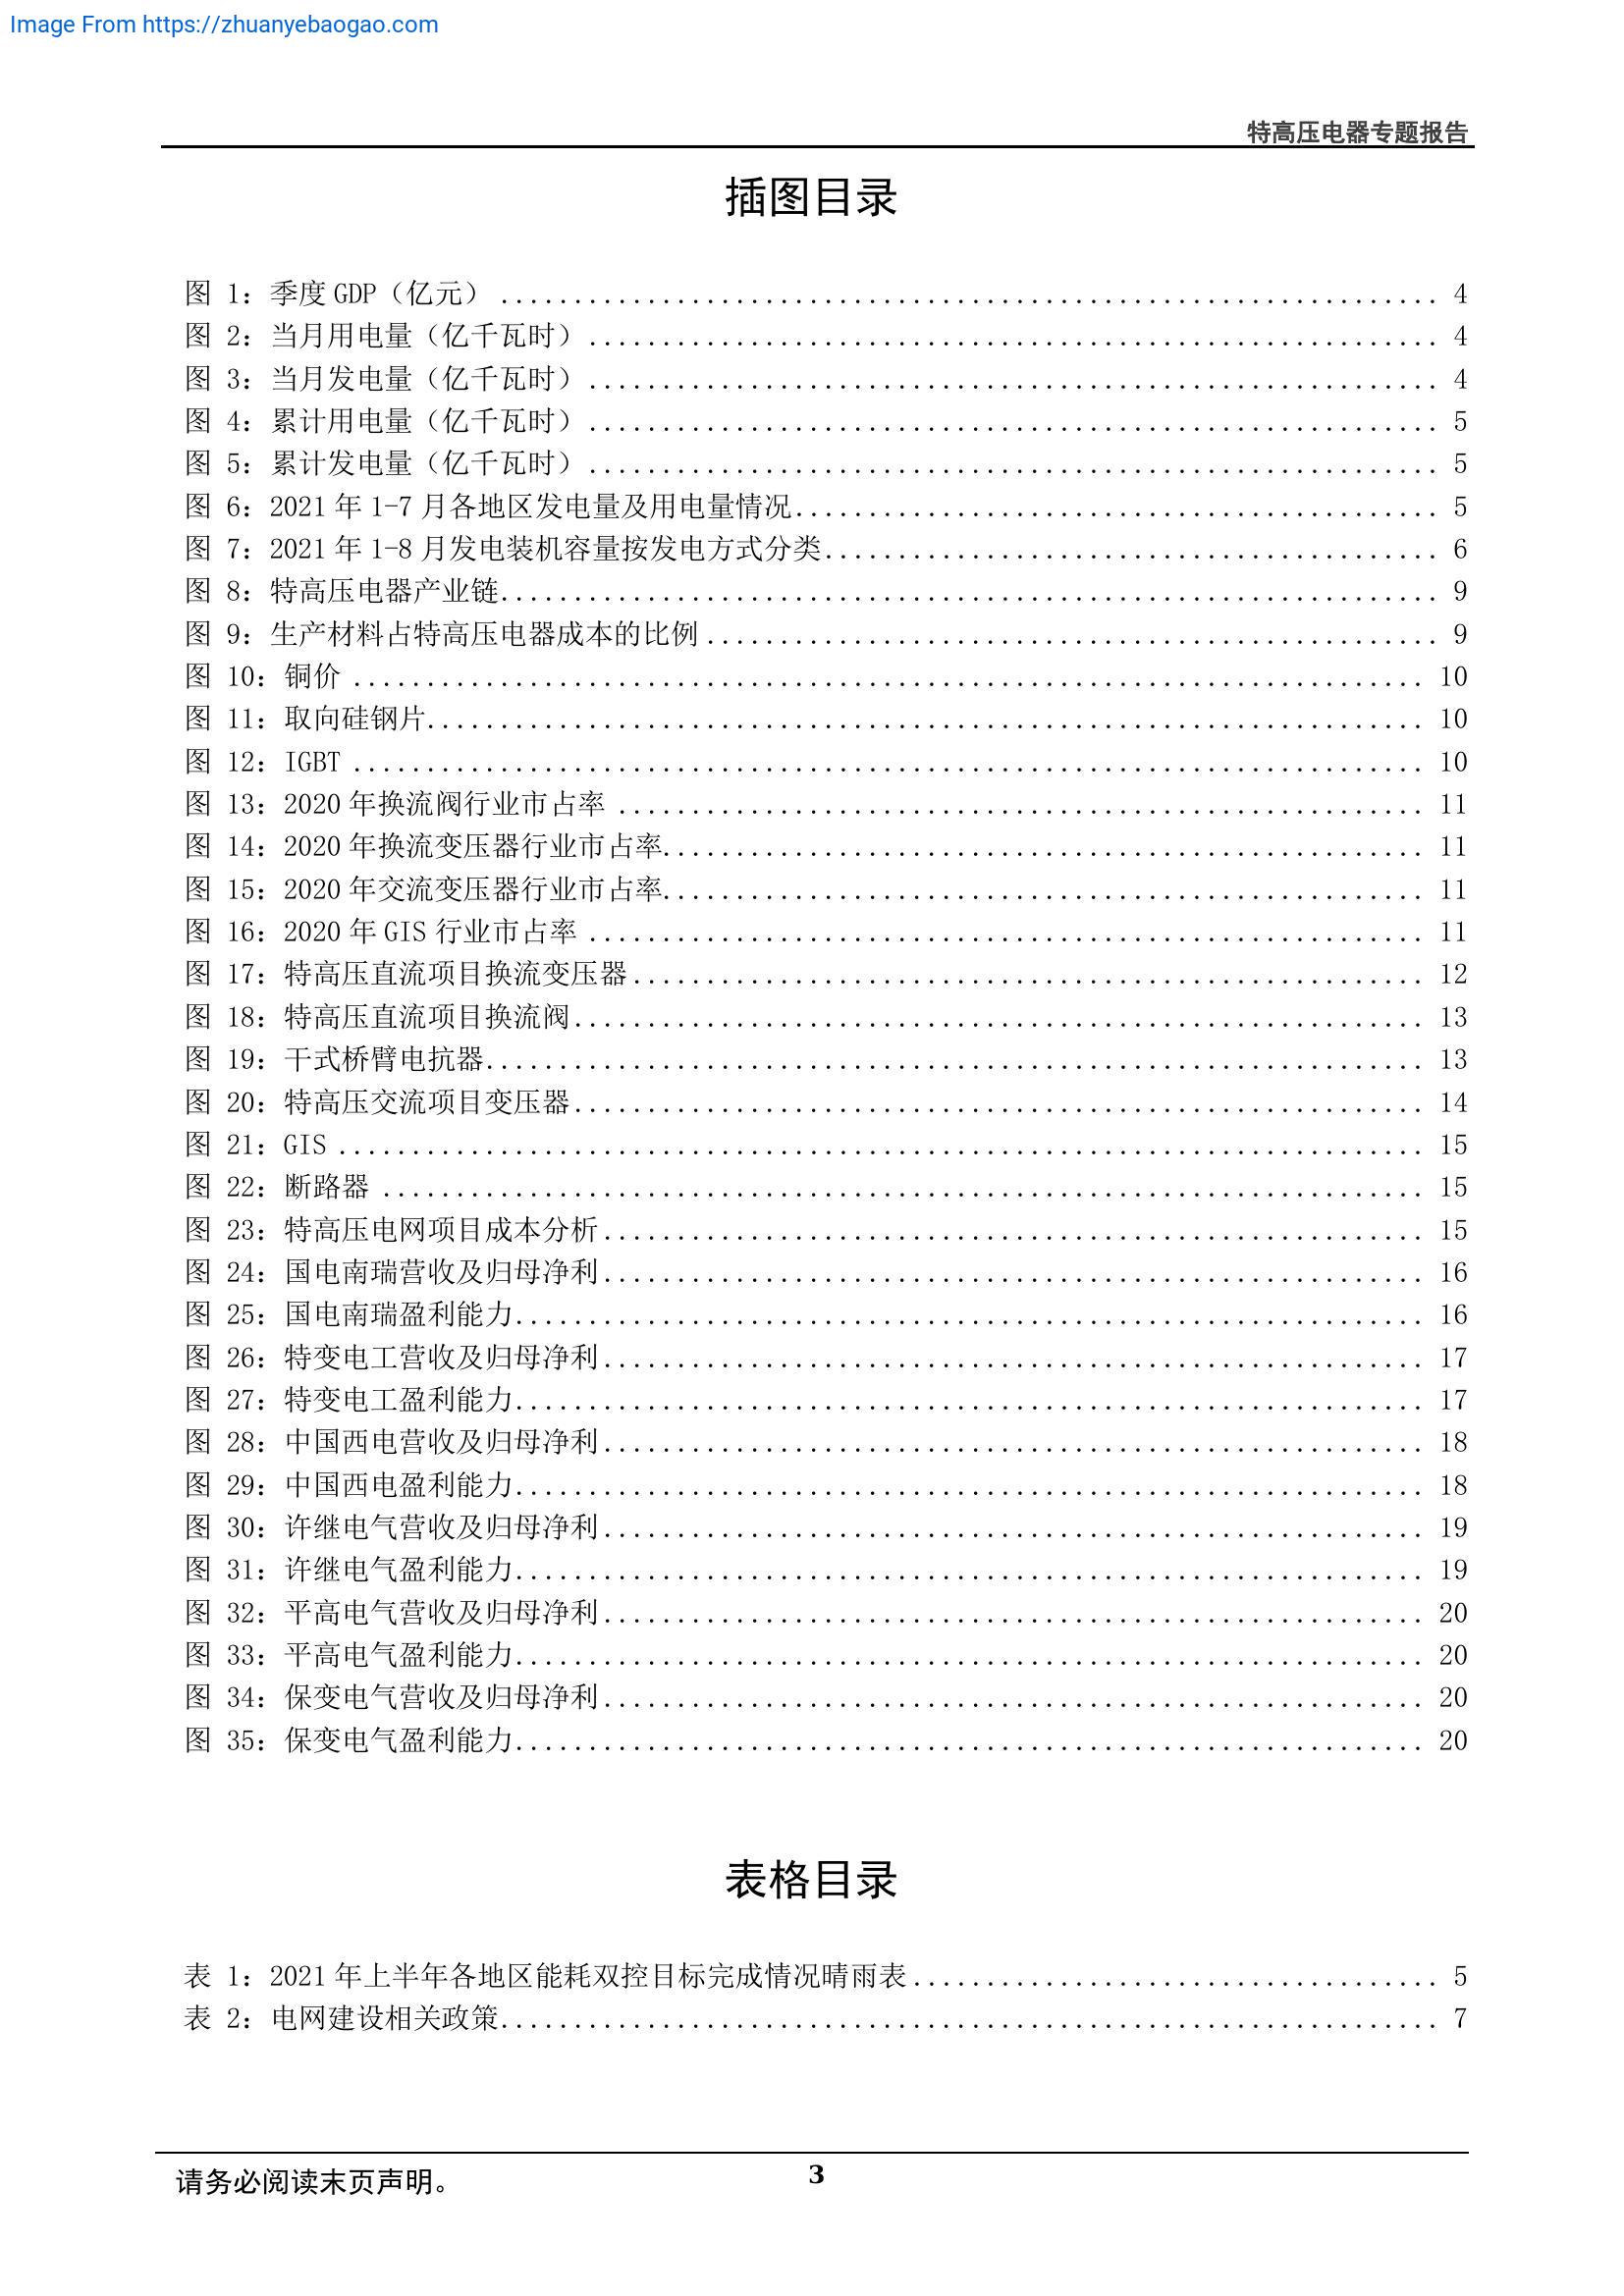 Image From https://zhuanyebaogao.com
特高压电器专题报告
插图目录
图 1：季度 GDP（亿元） ................................................................ 4
图 2：当月用电量（亿千瓦时） .......................................................... 4
图 3：当月发电量（亿千瓦时） .......................................................... 4
图 4：累计用电量（亿千瓦时） .......................................................... 5
图 5：累计发电量（亿千瓦时） .......................................................... 5
图 6：2021 年 1-7 月各地区发电量及用电量情况............................................ 5
图 7：2021 年 1-8 月发电装机容量按发电方式分类.......................................... 6
图 8：特高压电器产业链................................................................ 9
图 9：生产材料占特高压电器成本的比例 .................................................. 9
图 10：铜价 ......................................................................... 10
图 11：取向硅钢片.................................................................... 10
图 12：IGBT ......................................................................... 10
图 13：2020 年换流阀行业市占率 ....................................................... 11
图 14：2020 年换流变压器行业市占率.................................................... 11
图 15：2020 年交流变压器行业市占率.................................................... 11
图 16：2020 年 GIS 行业市占率 ......................................................... 11
图 17：特高压直流项目换流变压器...................................................... 12
图 18：特高压直流项目换流阀.......................................................... 13
图 19：干式桥臂电抗器................................................................ 13
图 20：特高压交流项目变压器.......................................................... 14
图 21：GIS .......................................................................... 15
图 22：断路器 ....................................................................... 15
图 23：特高压电网项目成本分析........................................................ 15
图 24：国电南瑞营收及归母净利........................................................ 16
图 25：国电南瑞盈利能力.............................................................. 16
图 26：特变电工营收及归母净利........................................................ 17
图 27：特变电工盈利能力.............................................................. 17
图 28：中国西电营收及归母净利........................................................ 18
图 29：中国西电盈利能力.............................................................. 18
图 30：许继电气营收及归母净利........................................................ 19
图 31：许继电气盈利能力.............................................................. 19
图 32：平高电气营收及归母净利........................................................ 20
图 33：平高电气盈利能力.............................................................. 20
图 34：保变电气营收及归母净利........................................................ 20
图 35：保变电气盈利能力.............................................................. 20
表格目录
表 1：2021 年上半年各地区能耗双控目标完成情况晴雨表.................................... 5
表 2：电网建设相关政策................................................................ 7
请务必阅读末页声明。
3